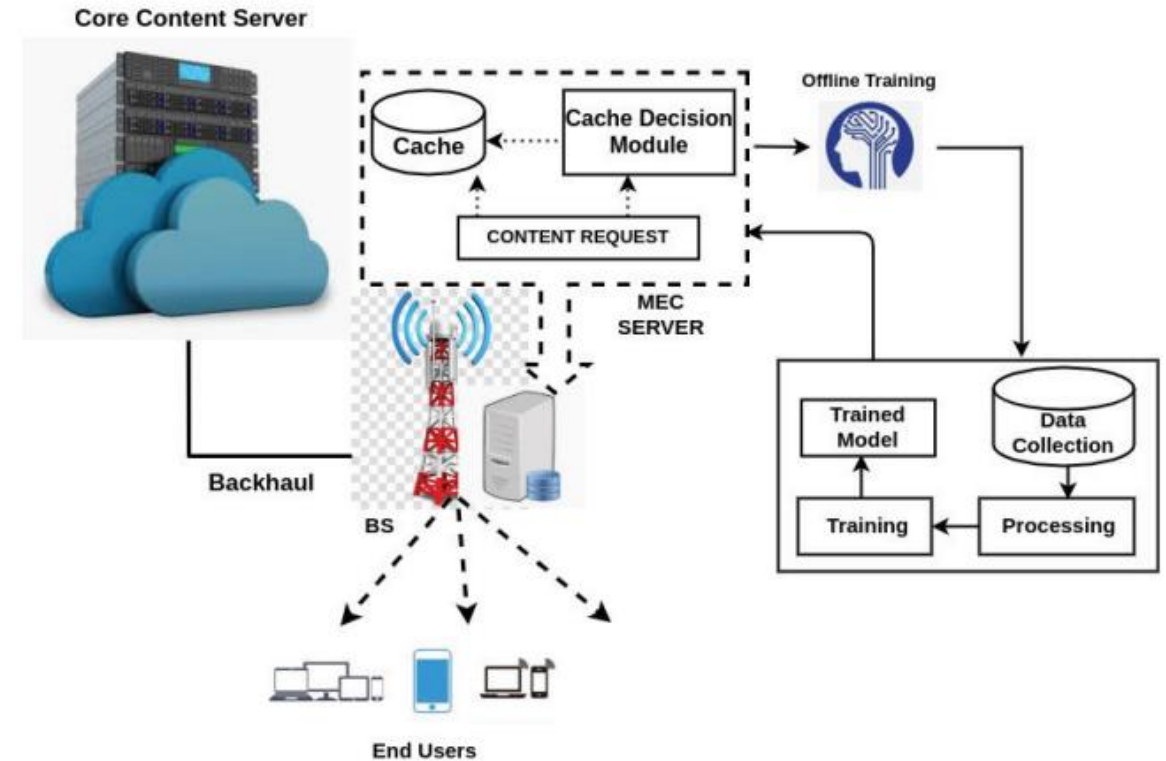 Core Content Server
Offline Training
Cache
Cache Decision
Module
CONTENT REQUEST
MEC
SERVER
Backhaul
BS
Trained
Model
Data
Collection
Training
Processing
End Users